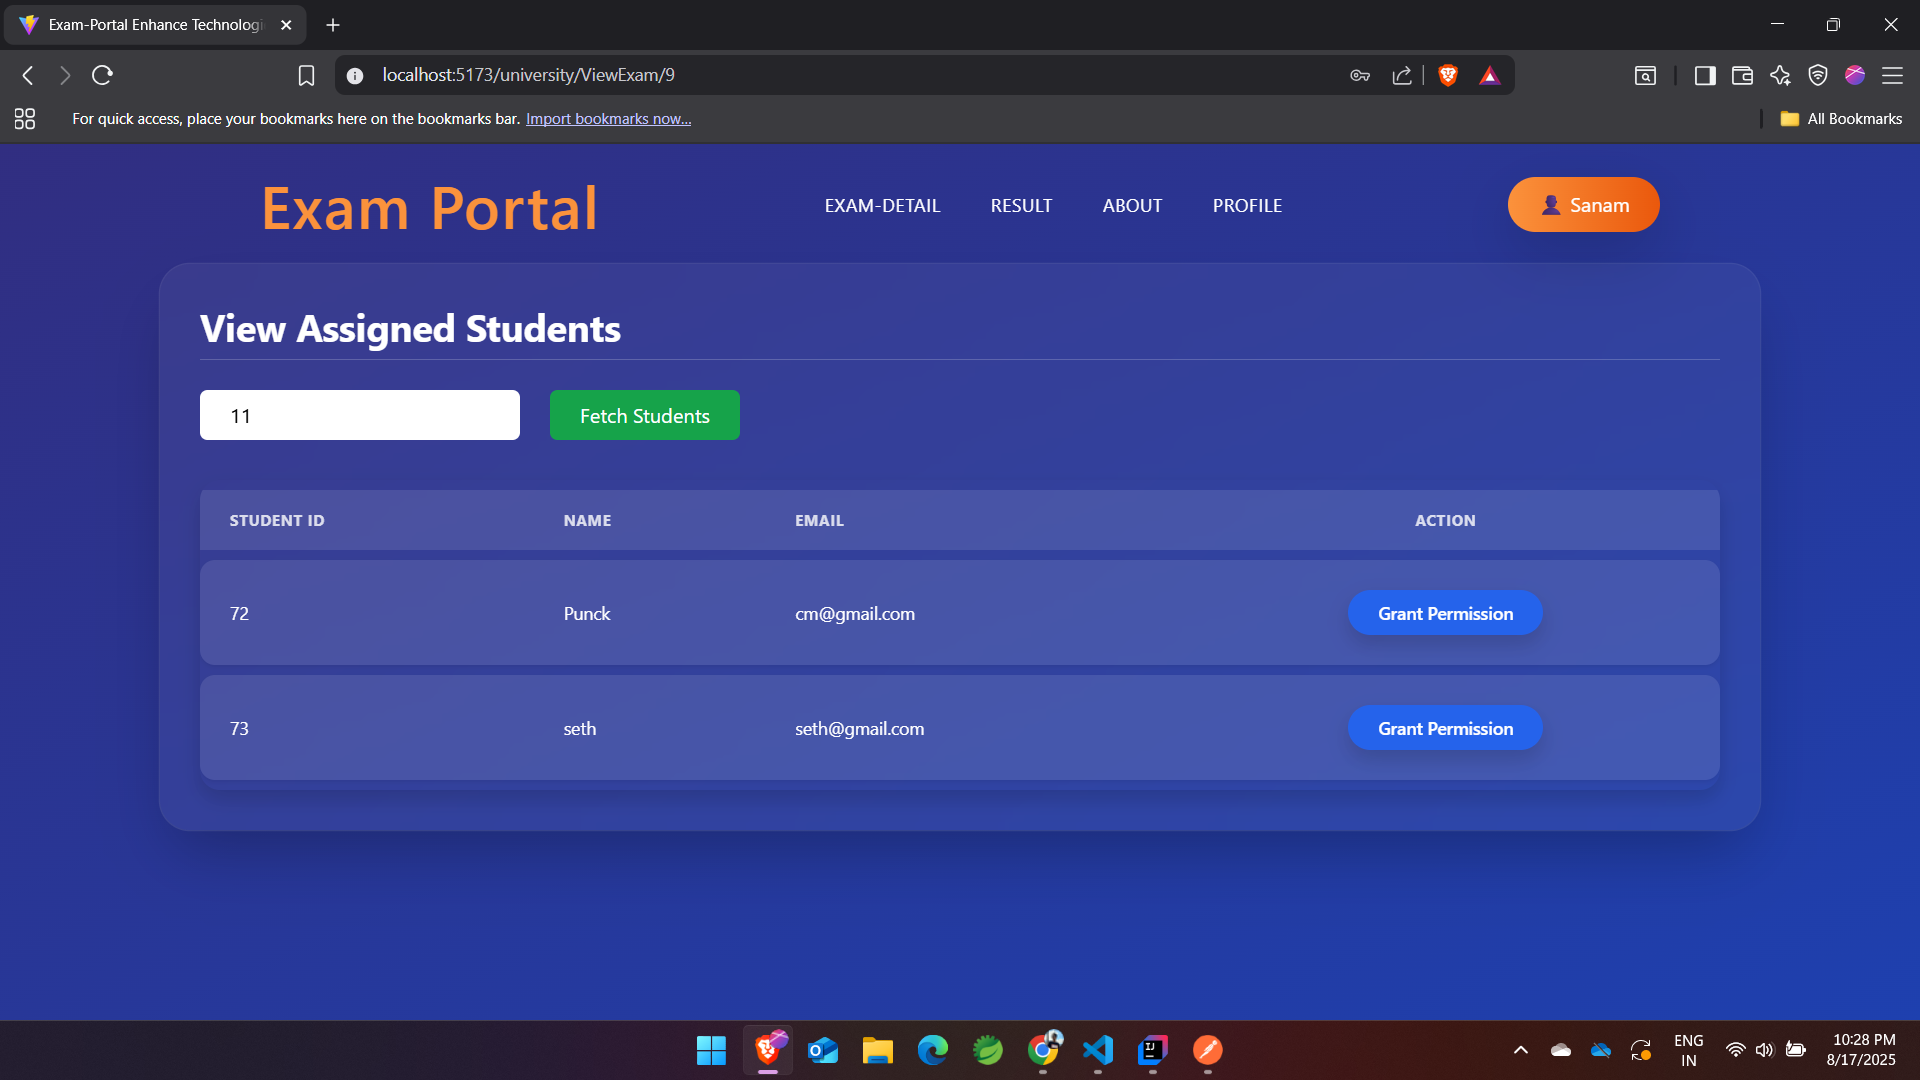 Exam-Portal Enhance Technologi
localhost:5173/university/ViewExam/9
For quick access, place your bookmarks here on the bookmarks bar. Import bookmarks now...
All Bookmarks
Exam Portal
EXAM-DETAIL
RESULT
ABOUT
PROFILE
Sanam
View Assigned Students
11
Fetch Students
STUDENT ID NAME EMAIL ACTION
72 Punck cm@gmail.com Grant Permission
73 seth seth@gmail.com Grant Permission
ENG
IN
10:28 PM
8/17/2025